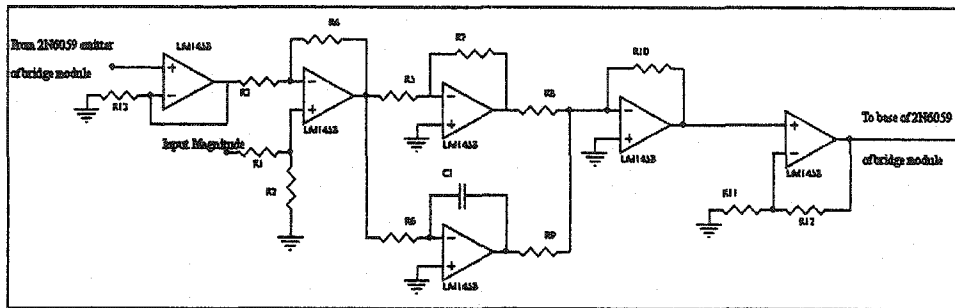 From 2N6059 emitter
of bridge module
LM1458
R13
R3
R4
LM1458
Input Magnitude
R1
R2
R5
R7
LM1458
R8
R6
C1
LM1458
R9
R10
LM1458
LM1458
R11
R12
To base of 2N6059
of bridge module